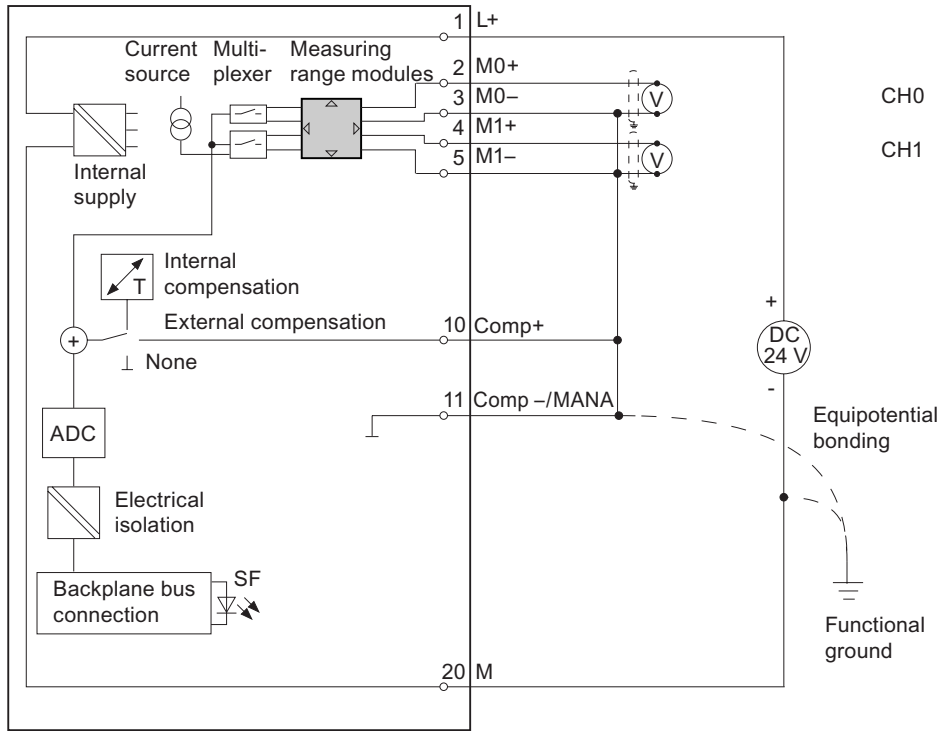 1 L+
Current source
Multi-plexer
Measuring range modules
2 M0+
3 M0–
4 M1+
5 M1–
V
V
CH0
CH1
Internal supply
T
Internal compensation
External compensation
10 Comp+
+
None
+
DC
24 V
-
11 Comp –/MANA
Equipotential
bonding
ADC
Electrical
isolation
Backplane bus
connection
SF
Functional
ground
20 M